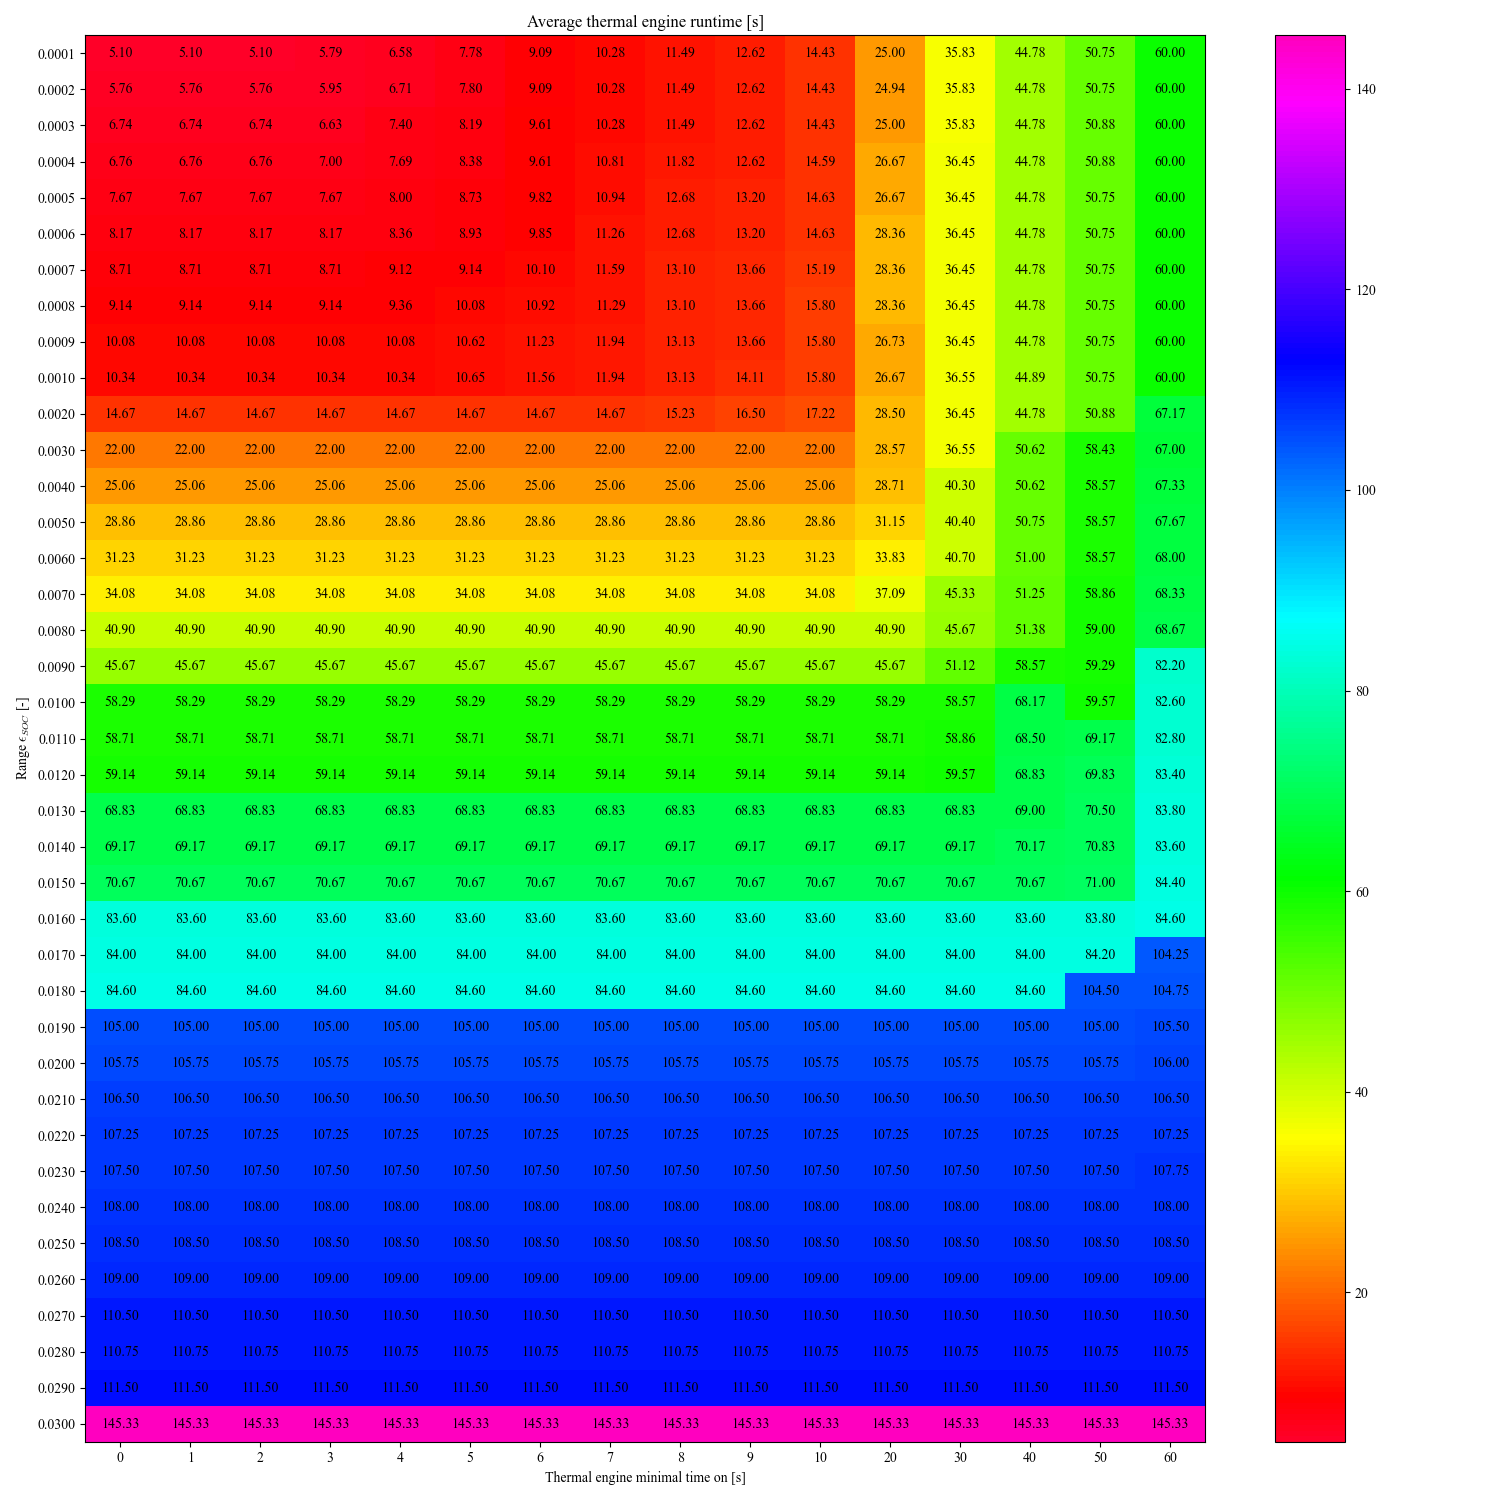 Average thermal engine runtime [s]
0.0001 5.10 5.10 5.10 5.79 6.58 7.78 9.09 10.28 11.49 12.62 14.43 25.00 35.83 44.78 50.75 60.00
0.0002 5.76 5.76 5.76 5.95 6.71 7.80 9.09 10.28 11.49 12.62 14.43 24.94 35.83 44.78 50.75 60.00
0.0003 6.74 6.74 6.74 6.63 7.40 8.19 9.61 10.28 11.49 12.62 14.43 25.00 35.83 44.78 50.88 60.00
0.0004 6.76 6.76 6.76 7.00 7.69 8.38 9.61 10.81 11.82 12.62 14.59 26.67 36.45 44.78 50.88 60.00
0.0005 7.67 7.67 7.67 7.67 8.00 8.73 9.82 10.94 12.68 13.20 14.63 26.67 36.45 44.78 50.75 60.00
0.0006 8.17 8.17 8.17 8.17 8.36 8.93 9.85 11.26 12.68 13.20 14.63 28.36 36.45 44.78 50.75 60.00
0.0007 8.71 8.71 8.71 8.71 9.12 9.14 10.10 11.59 13.10 13.66 15.19 28.36 36.45 44.78 50.75 60.00
0.0008 9.14 9.14 9.14 9.14 9.36 10.08 10.92 11.29 13.10 13.66 15.80 28.36 36.45 44.78 50.75 60.00
0.0009 10.08 10.08 10.08 10.08 10.08 10.62 11.23 11.94 13.13 13.66 15.80 26.73 36.45 44.78 50.75 60.00
0.0010 10.34 10.34 10.34 10.34 10.34 10.65 11.56 11.94 13.13 14.11 15.80 26.67 36.55 44.89 50.75 60.00
0.0020 14.67 14.67 14.67 14.67 14.67 14.67 14.67 14.67 15.23 16.50 17.22 28.50 36.45 44.78 50.88 67.17
0.0030 22.00 22.00 22.00 22.00 22.00 22.00 22.00 22.00 22.00 22.00 22.00 28.57 36.55 50.62 58.43 67.00
0.0040 25.06 25.06 25.06 25.06 25.06 25.06 25.06 25.06 25.06 25.06 25.06 28.71 40.30 50.62 58.57 67.33
0.0050 28.86 28.86 28.86 28.86 28.86 28.86 28.86 28.86 28.86 28.86 28.86 31.15 40.40 50.75 58.57 67.67
0.0060 31.23 31.23 31.23 31.23 31.23 31.23 31.23 31.23 31.23 31.23 31.23 33.83 40.70 51.00 58.57 68.00
0.0070 34.08 34.08 34.08 34.08 34.08 34.08 34.08 34.08 34.08 34.08 34.08 37.09 45.33 51.25 58.86 68.33
0.0080 40.90 40.90 40.90 40.90 40.90 40.90 40.90 40.90 40.90 40.90 40.90 40.90 45.67 51.38 59.00 68.67
0.0090 45.67 45.67 45.67 45.67 45.67 45.67 45.67 45.67 45.67 45.67 45.67 45.67 51.12 58.57 59.29 82.20
0.0100 58.29 58.29 58.29 58.29 58.29 58.29 58.29 58.29 58.29 58.29 58.29 58.29 58.57 68.17 59.57 82.60
0.0110 58.71 58.71 58.71 58.71 58.71 58.71 58.71 58.71 58.71 58.71 58.71 58.71 58.86 68.50 69.17 82.80
0.0120 59.14 59.14 59.14 59.14 59.14 59.14 59.14 59.14 59.14 59.14 59.14 59.14 59.57 68.83 69.83 83.40
0.0130 68.83 68.83 68.83 68.83 68.83 68.83 68.83 68.83 68.83 68.83 68.83 68.83 68.83 69.00 70.50 83.80
0.0140 69.17 69.17 69.17 69.17 69.17 69.17 69.17 69.17 69.17 69.17 69.17 69.17 69.17 70.17 70.83 83.60
0.0150 70.67 70.67 70.67 70.67 70.67 70.67 70.67 70.67 70.67 70.67 70.67 70.67 70.67 70.67 71.00 84.40
0.0160 83.60 83.60 83.60 83.60 83.60 83.60 83.60 83.60 83.60 83.60 83.60 83.60 83.60 83.60 83.80 84.60
0.0170 84.00 84.00 84.00 84.00 84.00 84.00 84.00 84.00 84.00 84.00 84.00 84.00 84.00 84.00 84.20 104.25
0.0180 84.60 84.60 84.60 84.60 84.60 84.60 84.60 84.60 84.60 84.60 84.60 84.60 84.60 84.60 104.50 104.75
0.0190 105.00 105.00 105.00 105.00 105.00 105.00 105.00 105.00 105.00 105.00 105.00 105.00 105.00 105.00 105.00 105.50
0.0200 105.75 105.75 105.75 105.75 105.75 105.75 105.75 105.75 105.75 105.75 105.75 105.75 105.75 105.75 105.75 106.00
0.0210 106.50 106.50 106.50 106.50 106.50 106.50 106.50 106.50 106.50 106.50 106.50 106.50 106.50 106.50 106.50 106.50
0.0220 107.25 107.25 107.25 107.25 107.25 107.25 107.25 107.25 107.25 107.25 107.25 107.25 107.25 107.25 107.25 107.25
0.0230 107.50 107.50 107.50 107.50 107.50 107.50 107.50 107.50 107.50 107.50 107.50 107.50 107.50 107.50 107.50 107.75
0.0240 108.00 108.00 108.00 108.00 108.00 108.00 108.00 108.00 108.00 108.00 108.00 108.00 108.00 108.00 108.00 108.00
0.0250 108.50 108.50 108.50 108.50 108.50 108.50 108.50 108.50 108.50 108.50 108.50 108.50 108.50 108.50 108.50 108.50
0.0260 109.00 109.00 109.00 109.00 109.00 109.00 109.00 109.00 109.00 109.00 109.00 109.00 109.00 109.00 109.00 109.00
0.0270 110.50 110.50 110.50 110.50 110.50 110.50 110.50 110.50 110.50 110.50 110.50 110.50 110.50 110.50 110.50 110.50
0.0280 110.75 110.75 110.75 110.75 110.75 110.75 110.75 110.75 110.75 110.75 110.75 110.75 110.75 110.75 110.75 110.75
0.0290 111.50 111.50 111.50 111.50 111.50 111.50 111.50 111.50 111.50 111.50 111.50 111.50 111.50 111.50 111.50 111.50
0.0300 145.33 145.33 145.33 145.33 145.33 145.33 145.33 145.33 145.33 145.33 145.33 145.33 145.33 145.33 145.33 145.33
0 1 2 3 4 5 6 7 8 9 10 20 30 40 50 60
Thermal engine minimal time on [s]
Range ϵ_SOC [-]
140
120
100
80
60
40
20